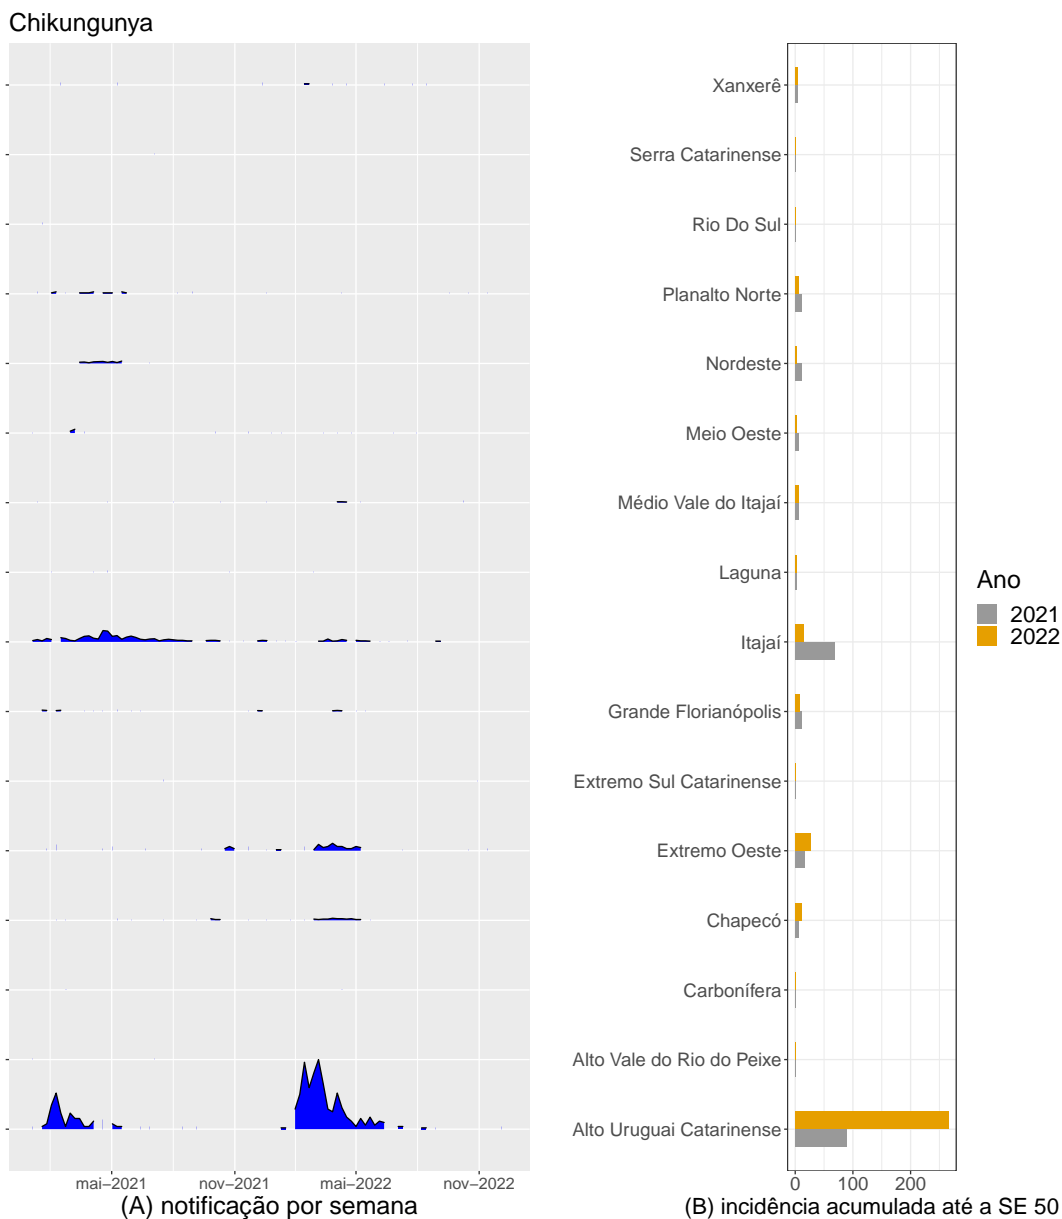 Chikungunya
Xanxerê
Serra Catarinense
Rio Do Sul
Planalto Norte
Nordeste
Meio Oeste
Médio Vale do Itajaí
Laguna
Itajaí
Grande Florianópolis
Extremo Sul Catarinense
Extremo Oeste
Chapecó
Carbonífera
Alto Vale do Rio do Peixe
Alto Uruguai Catarinense
mai−2021 nov−2021 mai−2022 nov−2022
(A) notificação por semana
0 100 200
(B) incidência acumulada até a SE 50
Ano
2021
2022